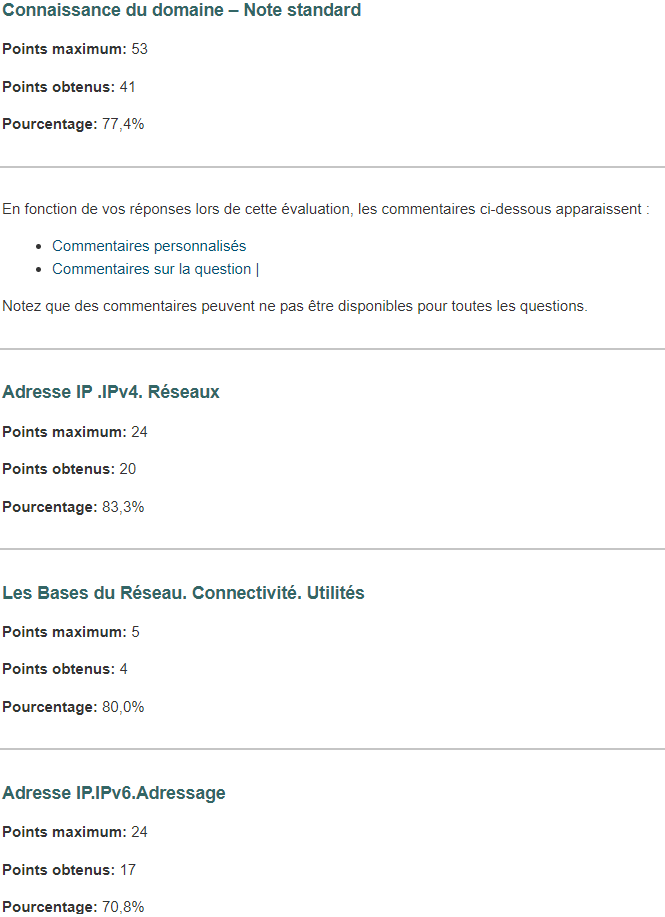 Connaissance du domaine – Note standard
Points maximum: 53
Points obtenus: 41
Pourcentage: 77,4%
En fonction de vos réponses lors de cette évaluation, les commentaires ci-dessous apparaissent :
• Commentaires personnalisés
• Commentaires sur la question |
Notez que des commentaires peuvent ne pas être disponibles pour toutes les questions.
Adresse IP .IPv4. Réseaux
Points maximum: 24
Points obtenus: 20
Pourcentage: 83,3%
Les Bases du Réseau. Connectivité. Utilités
Points maximum: 5
Points obtenus: 4
Pourcentage: 80,0%
Adresse IP.IPv6.Adressage
Points maximum: 24
Points obtenus: 17
Pourcentage: 70,8%